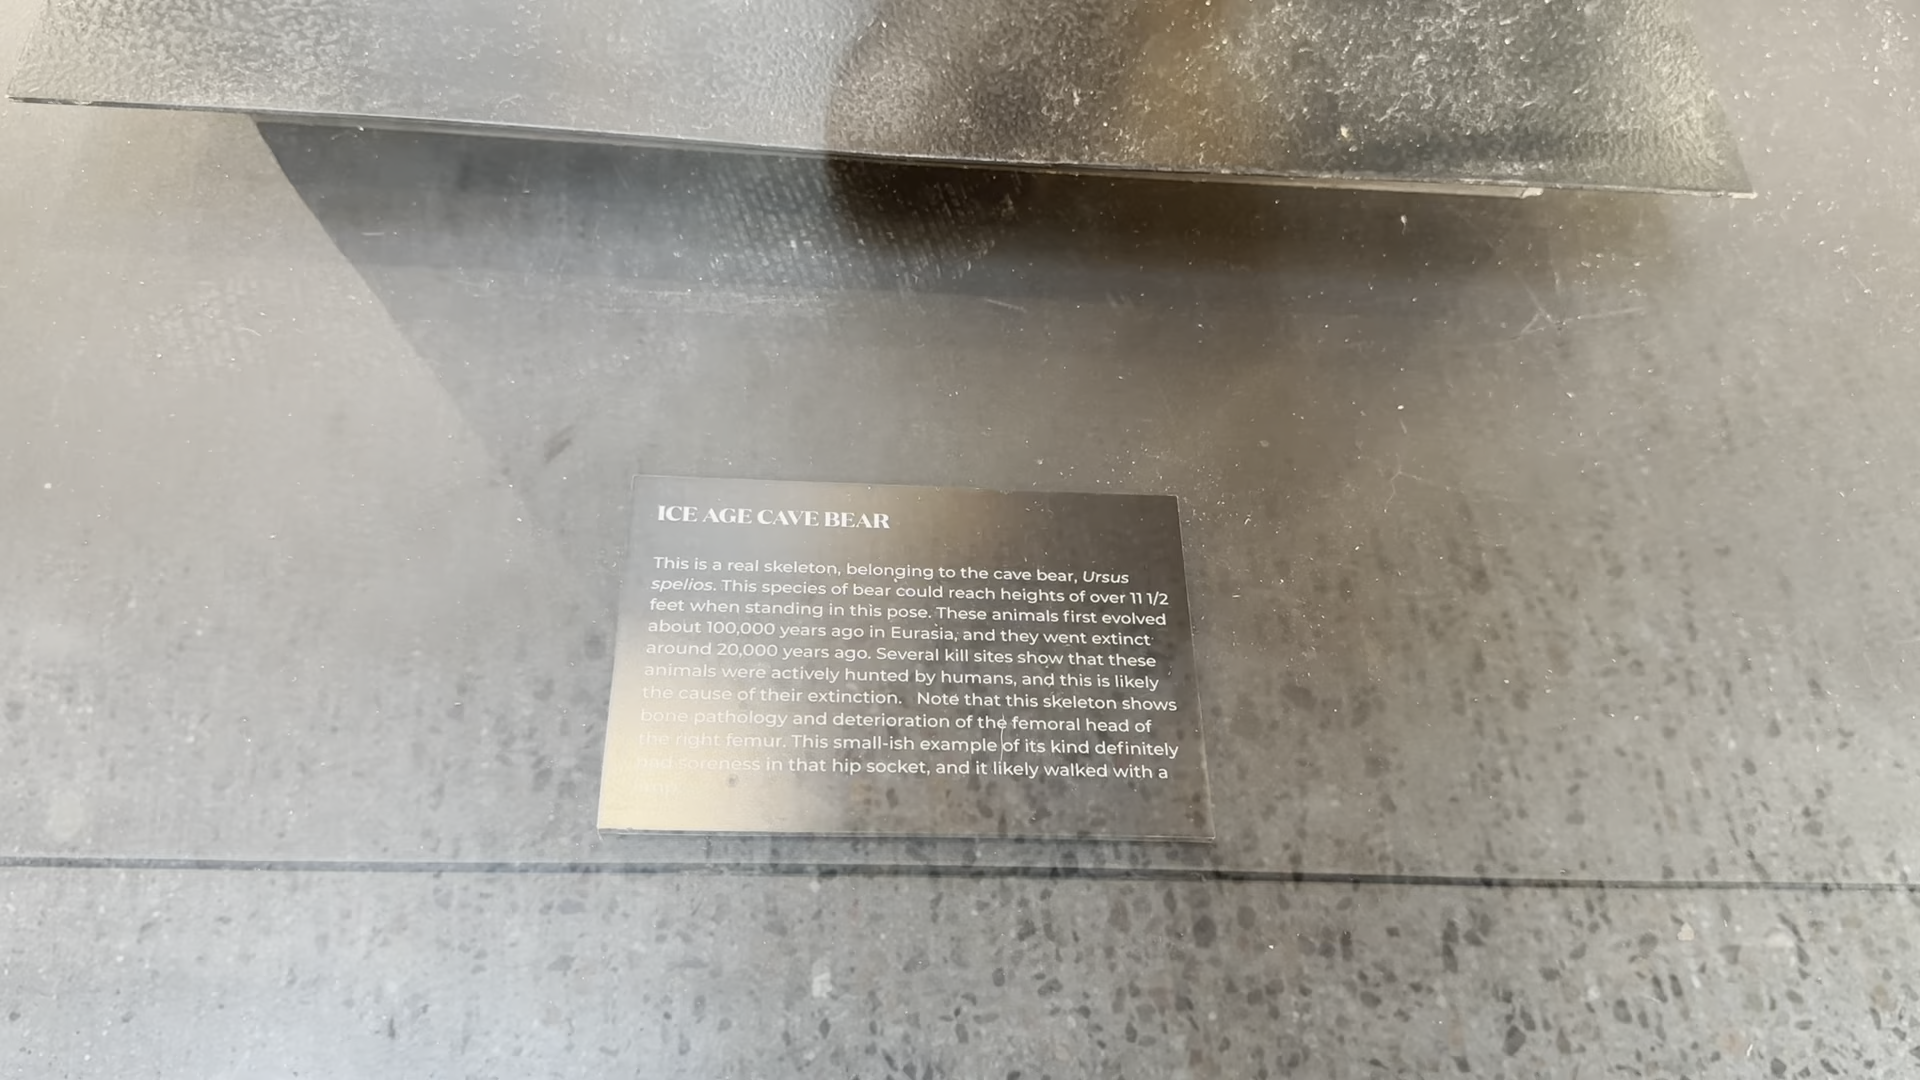 ICE AGE CAVE BEAR
This is a real skeleton, belonging to the cave bear, Ursus
spelios. This species of bear could reach heights of over 11 1/2
feet when standing in this pose. These animals first evolved
about 100,000 years ago in Eurasia, and they went extinct
around 20,000 years ago. Several kill sites show that these
animals were actively hunted by humans, and this is likely
the cause of their extinction. Note that this skeleton shows
bone pathology and deterioration of the femoral head of
the right femur. This small-ish example of its kind definitely
had soreness in that hip socket, and it likely walked with a
limp.